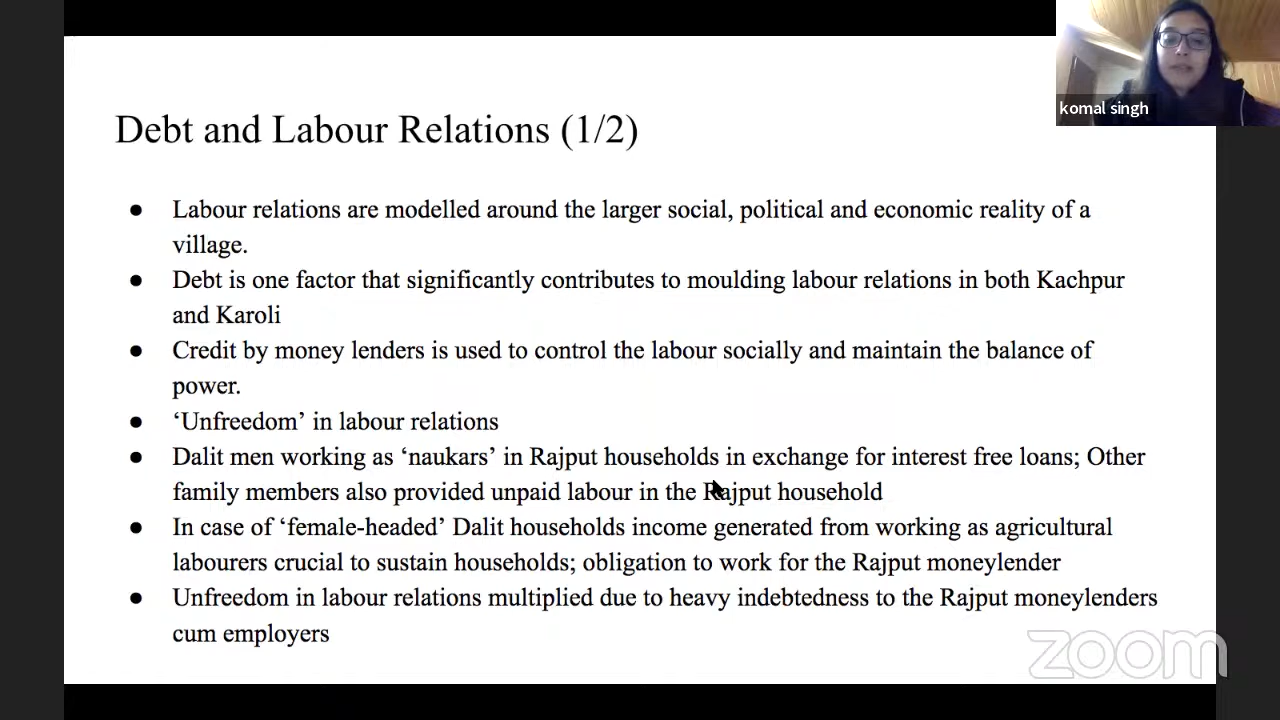 komal singh
Debt and Labour Relations (1/2)
● Labour relations are modelled around the larger social, political and economic reality of a
village.
● Debt is one factor that significantly contributes to moulding labour relations in both Kachpur
and Karoli
● Credit by money lenders is used to control the labour socially and maintain the balance of
power.
● ‘Unfreedom’ in labour relations
● Dalit men working as ‘naukars’ in Rajput households in exchange for interest free loans; Other
family members also provided unpaid labour in the Rajput household
● In case of ‘female-headed’ Dalit households income generated from working as agricultural
labourers crucial to sustain households; obligation to work for the Rajput moneylender
● Unfreedom in labour relations multiplied due to heavy indebtedness to the Rajput moneylenders
cum employers
zoom